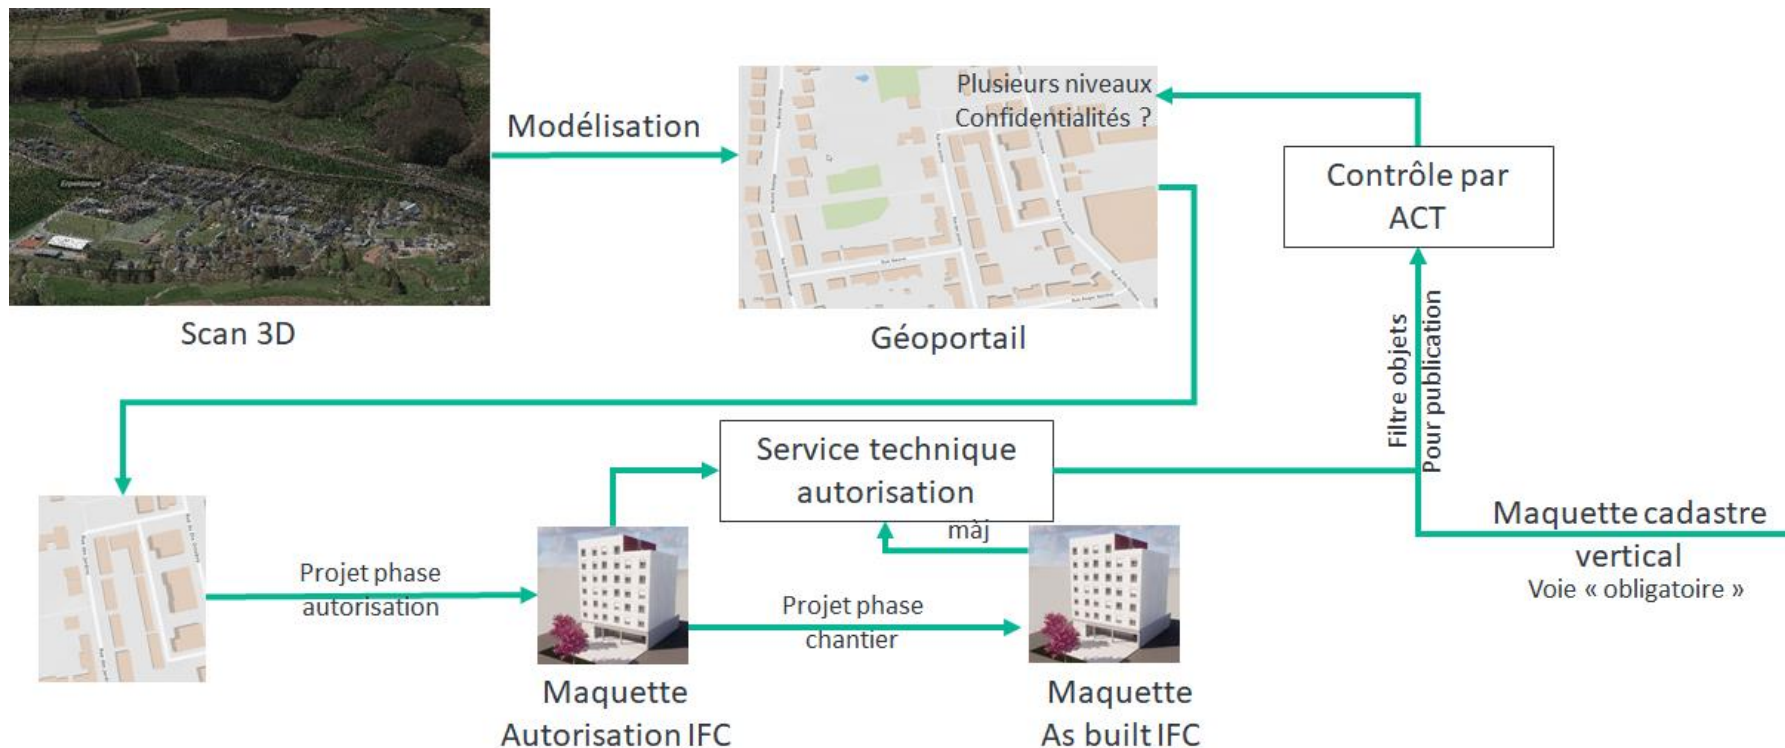 Plusieurs niveaux
Confidentialités ?
Modélisation
Contrôle par
ACT
Scan 3D
Géoportail
Filtre objets
Pour publication
Service technique
autorisation
màj
Maquette cadastre
vertical
Voie « obligatoire »
Projet phase
autorisation
Projet phase
chantier
Maquette
Autorisation IFC
Maquette
As built IFC